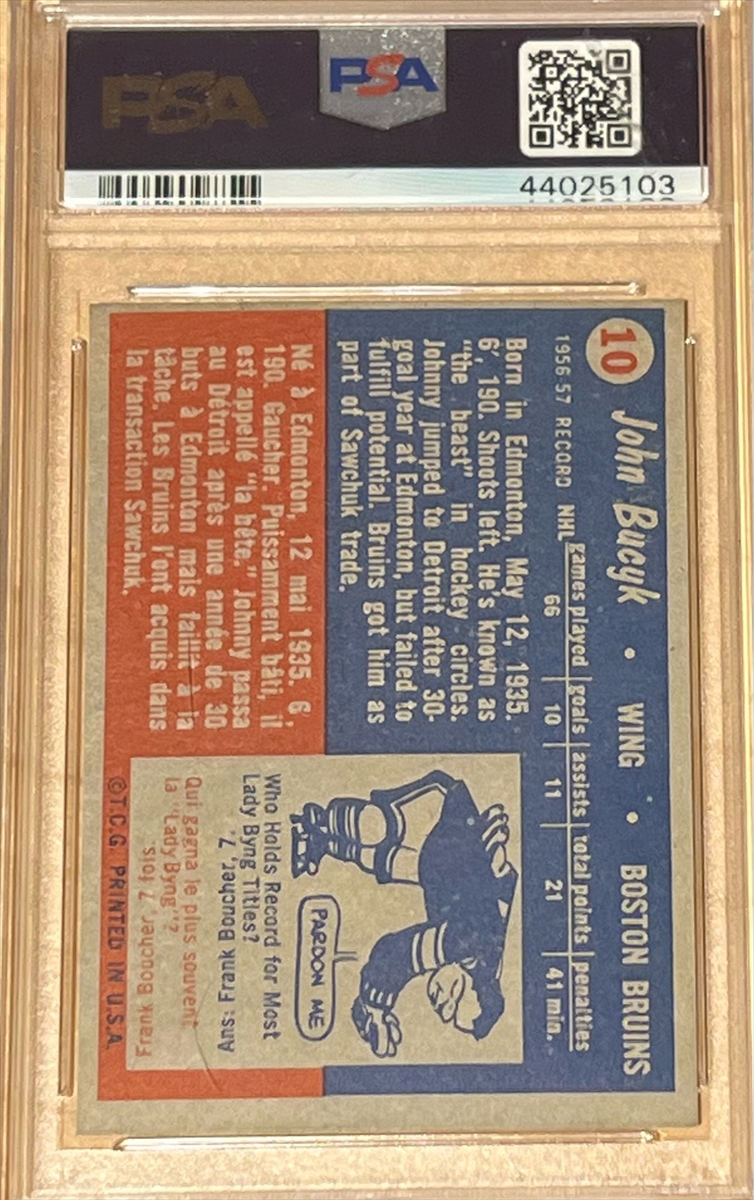 PSA
PSA
44025103
10
John Bucyk • WING • BOSTON BRUINS
games played | goals | assists | total points | penalties
1956-57 RECORD NHL 66 10 11 21 41 min.
Born in Edmonton, May 12, 1935.
6', 190. Shoots left. He's known as
"the beast" in hockey circles.
Johnny jumped to Detroit after 30-
goal year at Edmonton, but failed to
fulfill potential. Bruins got him as
part of Sawchuk trade.
Né à Edmonton, 12 mai 1935. 6',
190. Gaucher. Puissamment bâti, il
est appellé "la bête." Johnny passa
au Détroit après une année de 30
buts à Edmonton mais faillit à la
tâche. Les Bruins l'ont acquis dans
la transaction Sawchuk.
PARDON ME
Who Holds Record for Most
Lady Byng Titles?
Ans: Frank Boucher, 7.
Qui gagna le plus souvent
la "Lady Byng"?
Frank Boucher, 7 fois.
©T.C.G. PRINTED IN U.S.A.